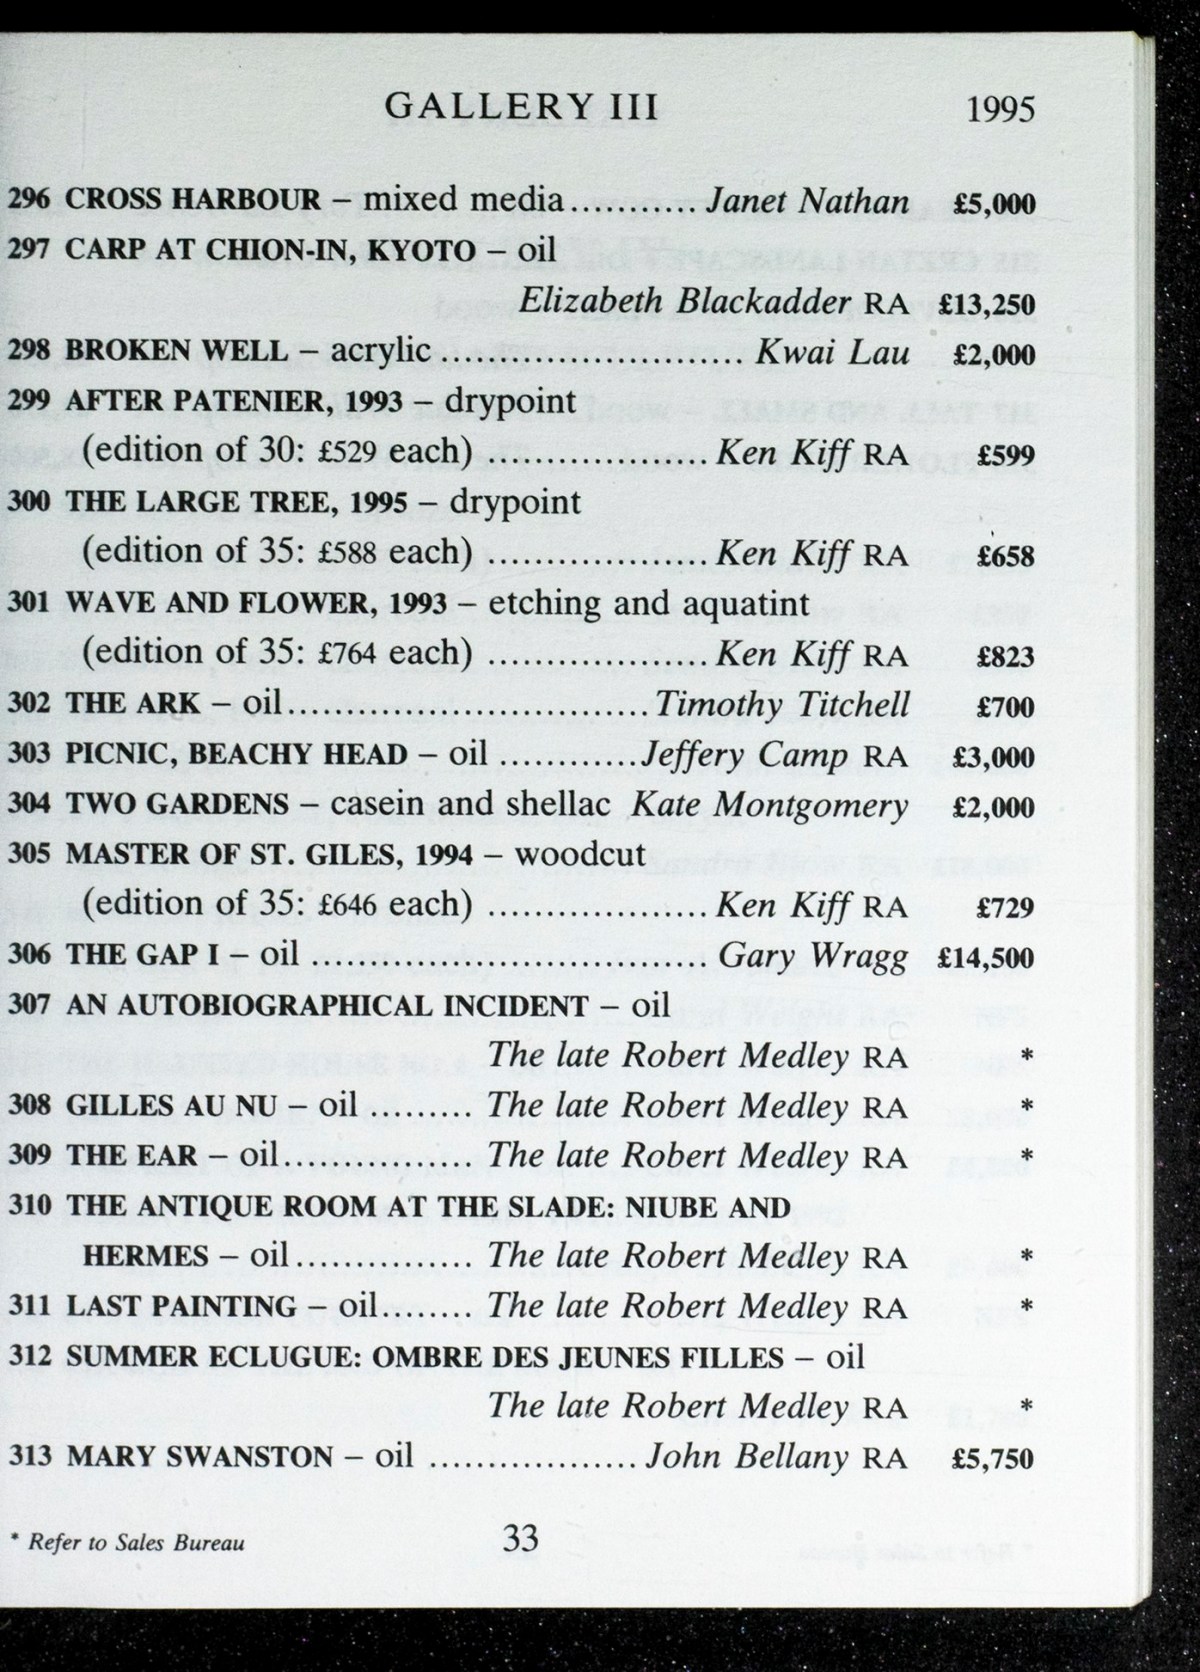 GALLERY III 1995
296 CROSS HARBOUR – mixed media........... Janet Nathan £5,000
297 CARP AT CHION-IN, KYOTO – oil
Elizabeth Blackadder RA £13,250
298 BROKEN WELL – acrylic ........................... Kwai Lau £2,000
299 AFTER PATENIER, 1993 – drypoint
(edition of 30: £529 each) ................... Ken Kiff RA £599
300 THE LARGE TREE, 1995 – drypoint
(edition of 35: £588 each) ................... Ken Kiff RA £658
301 WAVE AND FLOWER, 1993 – etching and aquatint
(edition of 35: £764 each) ................... Ken Kiff RA £823
302 THE ARK – oil............................... Timothy Titchell £700
303 PICNIC, BEACHY HEAD – oil ............ Jeffery Camp RA £3,000
304 TWO GARDENS – casein and shellac Kate Montgomery £2,000
305 MASTER OF ST. GILES, 1994 – woodcut
(edition of 35: £646 each) ................... Ken Kiff RA £729
306 THE GAP I – oil .................................. Gary Wragg £14,500
307 AN AUTOBIOGRAPHICAL INCIDENT – oil
The late Robert Medley RA *
308 GILLES AU NU – oil ......... The late Robert Medley RA *
309 THE EAR – oil................ The late Robert Medley RA *
310 THE ANTIQUE ROOM AT THE SLADE: NIUBE AND
HERMES – oil............... The late Robert Medley RA *
311 LAST PAINTING – oil........ The late Robert Medley RA *
312 SUMMER ECLUGUE: OMBRE DES JEUNES FILLES – oil
The late Robert Medley RA *
313 MARY SWANSTON – oil .................. John Bellany RA £5,750
* Refer to Sales Bureau 33